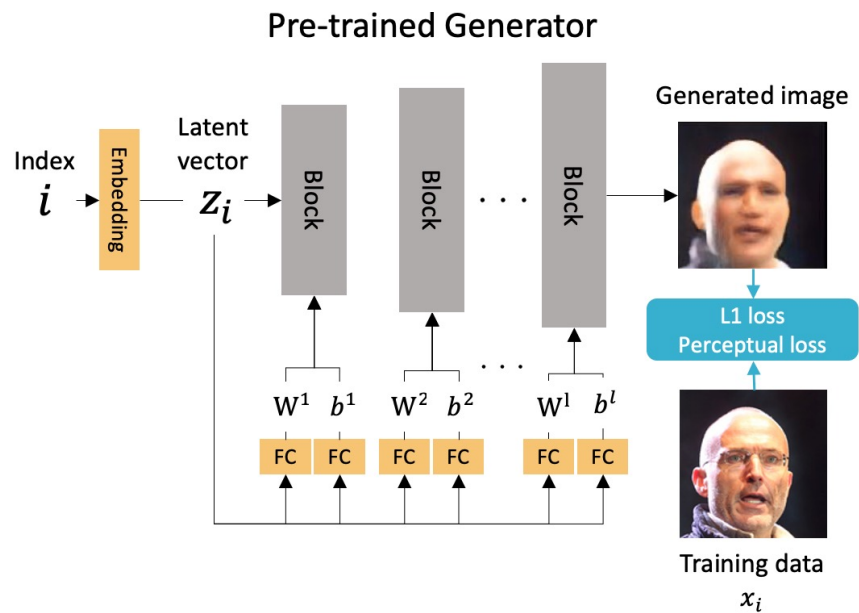 Pre-trained Generator
Index
i
Embedding
Latent
vector
z_i
Block
Block
. . .
Block
Generated image
L1 loss
Perceptual loss
W^1 b^1
W^2 b^2
. . .
W^l b^l
FC FC FC FC FC FC
Training data
x_i